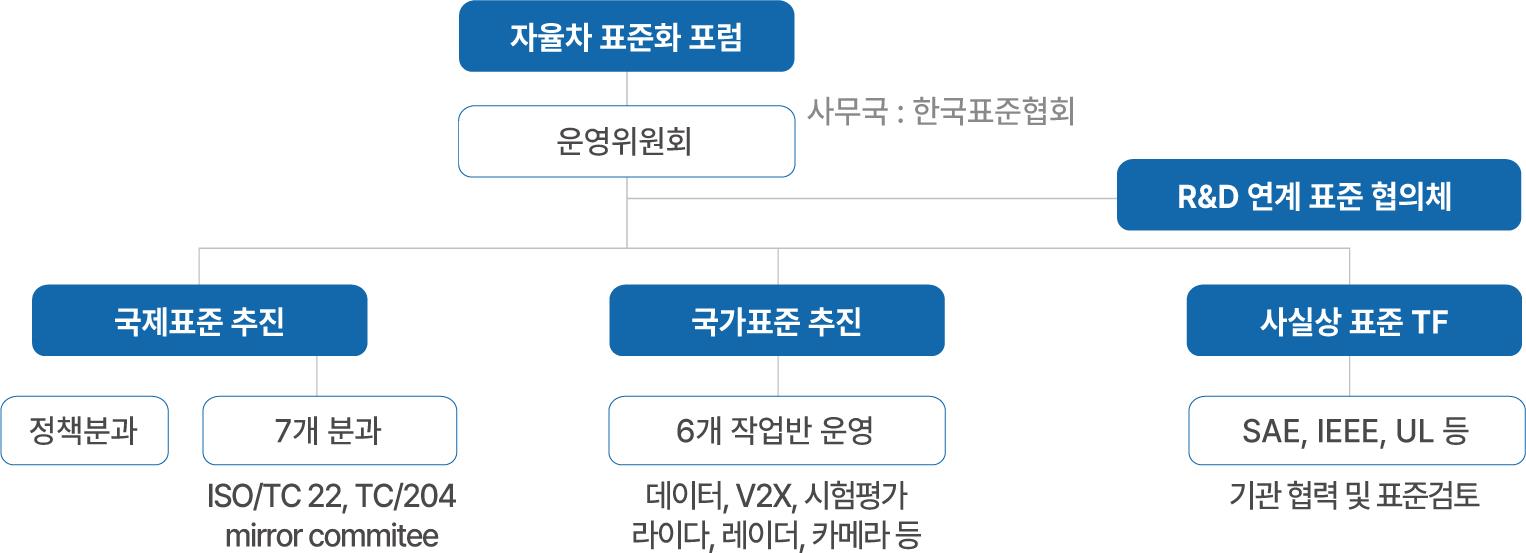 자율차 표준화 포럼
사무국 : 한국표준협회
운영위원회
R&D 연계 표준 협의체
국제표준 추진
국가표준 추진
사실상 표준 TF
정책분과
7개 분과
6개 작업반 운영
SAE, IEEE, UL 등
ISO/TC 22, TC/204
mirror commitee
데이터, V2X, 시험평가
라이다, 레이더, 카메라 등
기관 협력 및 표준검토